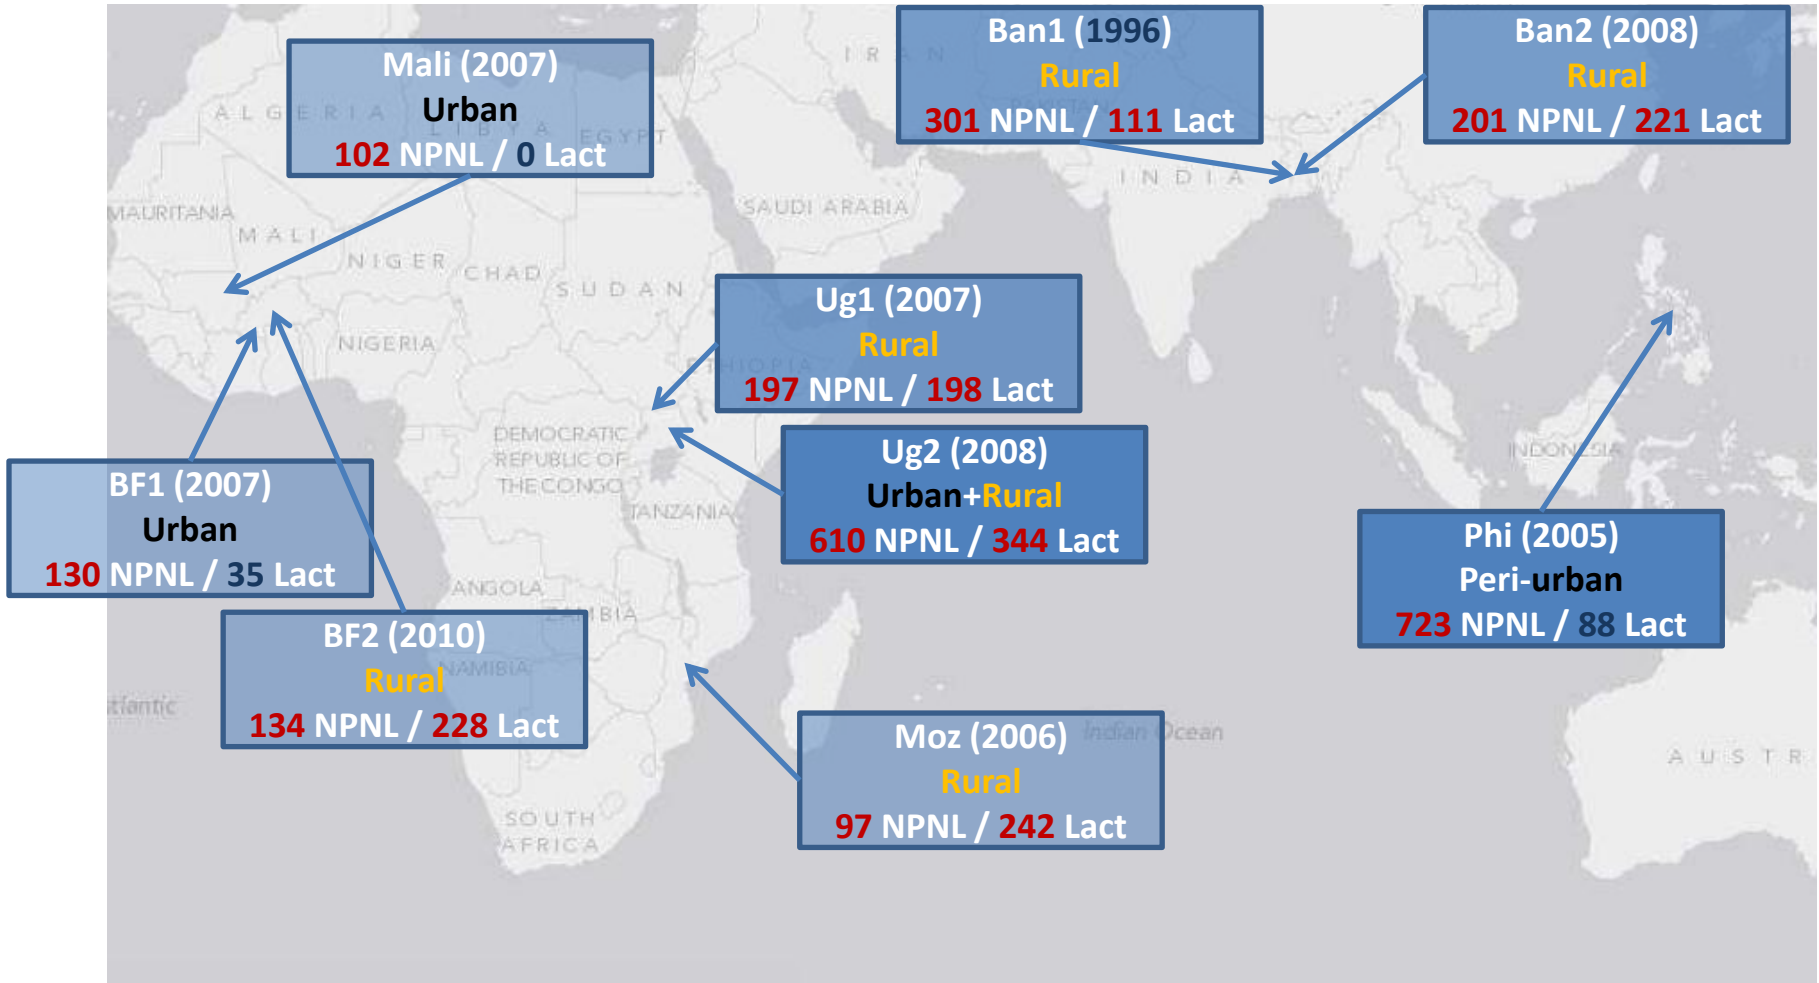 Mali (2007)
Urban
102 NPNL / 0 Lact
Ban1 (1996)
Rural
301 NPNL / 111 Lact
Ban2 (2008)
Rural
201 NPNL / 221 Lact
Ug1 (2007)
Rural
197 NPNL / 198 Lact
Ug2 (2008)
Urban+Rural
610 NPNL / 344 Lact
BF1 (2007)
Urban
130 NPNL / 35 Lact
BF2 (2010)
Rural
134 NPNL / 228 Lact
Moz (2006)
Rural
97 NPNL / 242 Lact
Phi (2005)
Peri-urban
723 NPNL / 88 Lact
IRAN
ALGERIA
LIBYA
EGYPT
PAKISTAN
INDIA
MAURITANIA
MALI
NIGER
CHAD
SUDAN
SAUDI ARABIA
NIGERIA
ETHIOPIA
DEMOCRATIC
REPUBLIC OF
THE CONGO
TANZANIA
INDONESIA
ANGOLA
ZAMBIA
NAMIBIA
tlantic
Indian Ocean
SOUTH
AFRICA
AUSTR